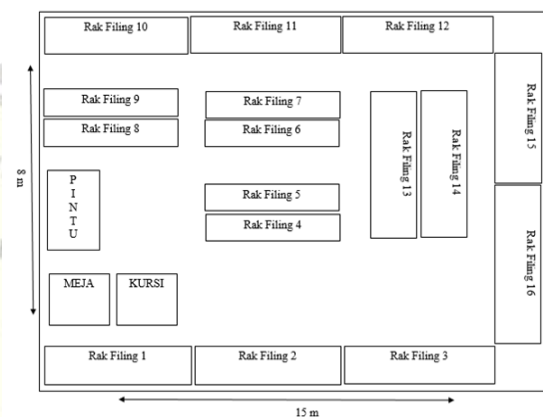 Rak Filing 10
Rak Filing 11
Rak Filing 12
Rak Filing 9
Rak Filing 7
Rak Filing 8
Rak Filing 6
Rak Filing 13
Rak Filing 14
Rak Filing 15
PINTU
Rak Filing 5
Rak Filing 4
Rak Filing 16
8 m
MEJA
KURSI
Rak Filing 1
Rak Filing 2
Rak Filing 3
15 m